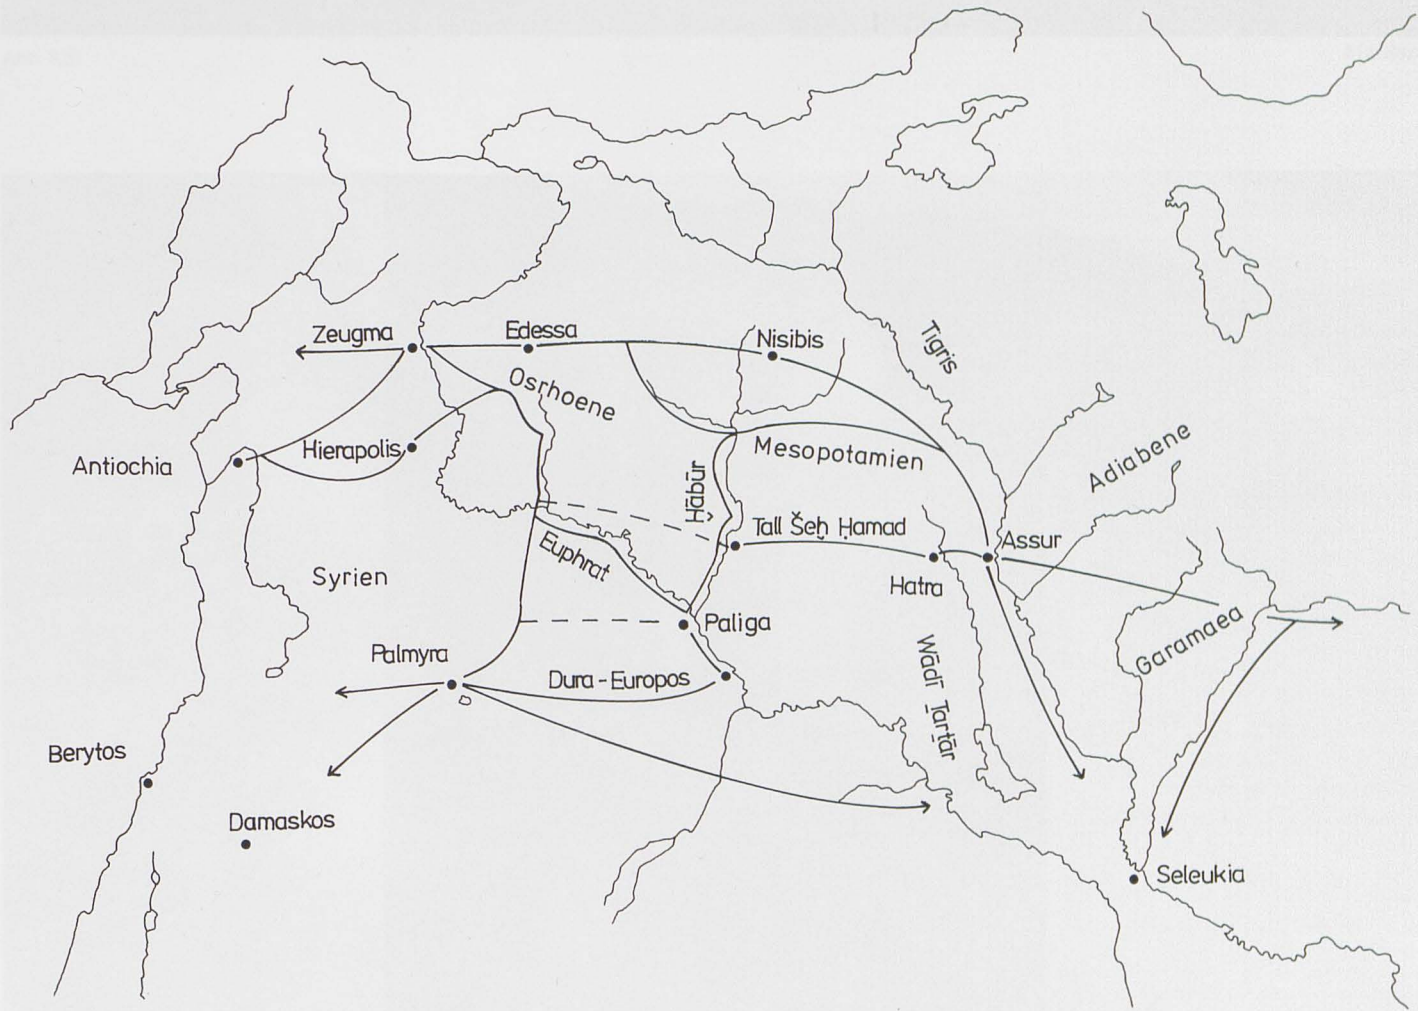 Zeugma
Edessa
Nisibis
Tigris
Osrhoene
Antiochia
Hierapolis
Mesopotamien
Adiabene
Ḫābūr
Tall Šeḫ Ḥamad
Assur
Euphrat
Syrien
Hatra
Paliga
Garamaea
Palmyra
Dura-Europos
Wādī Ṯarṯār
Berytos
Damaskos
Seleukia